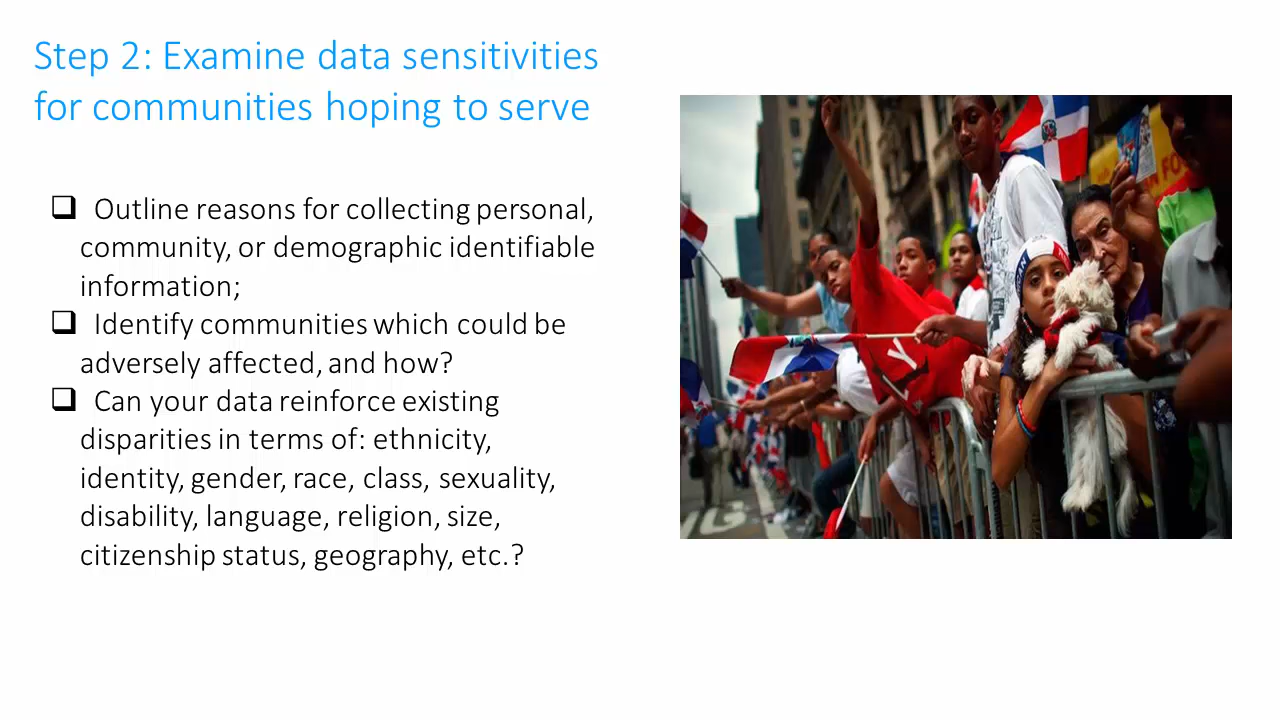 Step 2: Examine data sensitivities
for communities hoping to serve
Outline reasons for collecting personal,
community, or demographic identifiable
information;
Identify communities which could be
adversely affected, and how?
Can your data reinforce existing
disparities in terms of: ethnicity,
identity, gender, race, class, sexuality,
disability, language, religion, size,
citizenship status, geography, etc.?